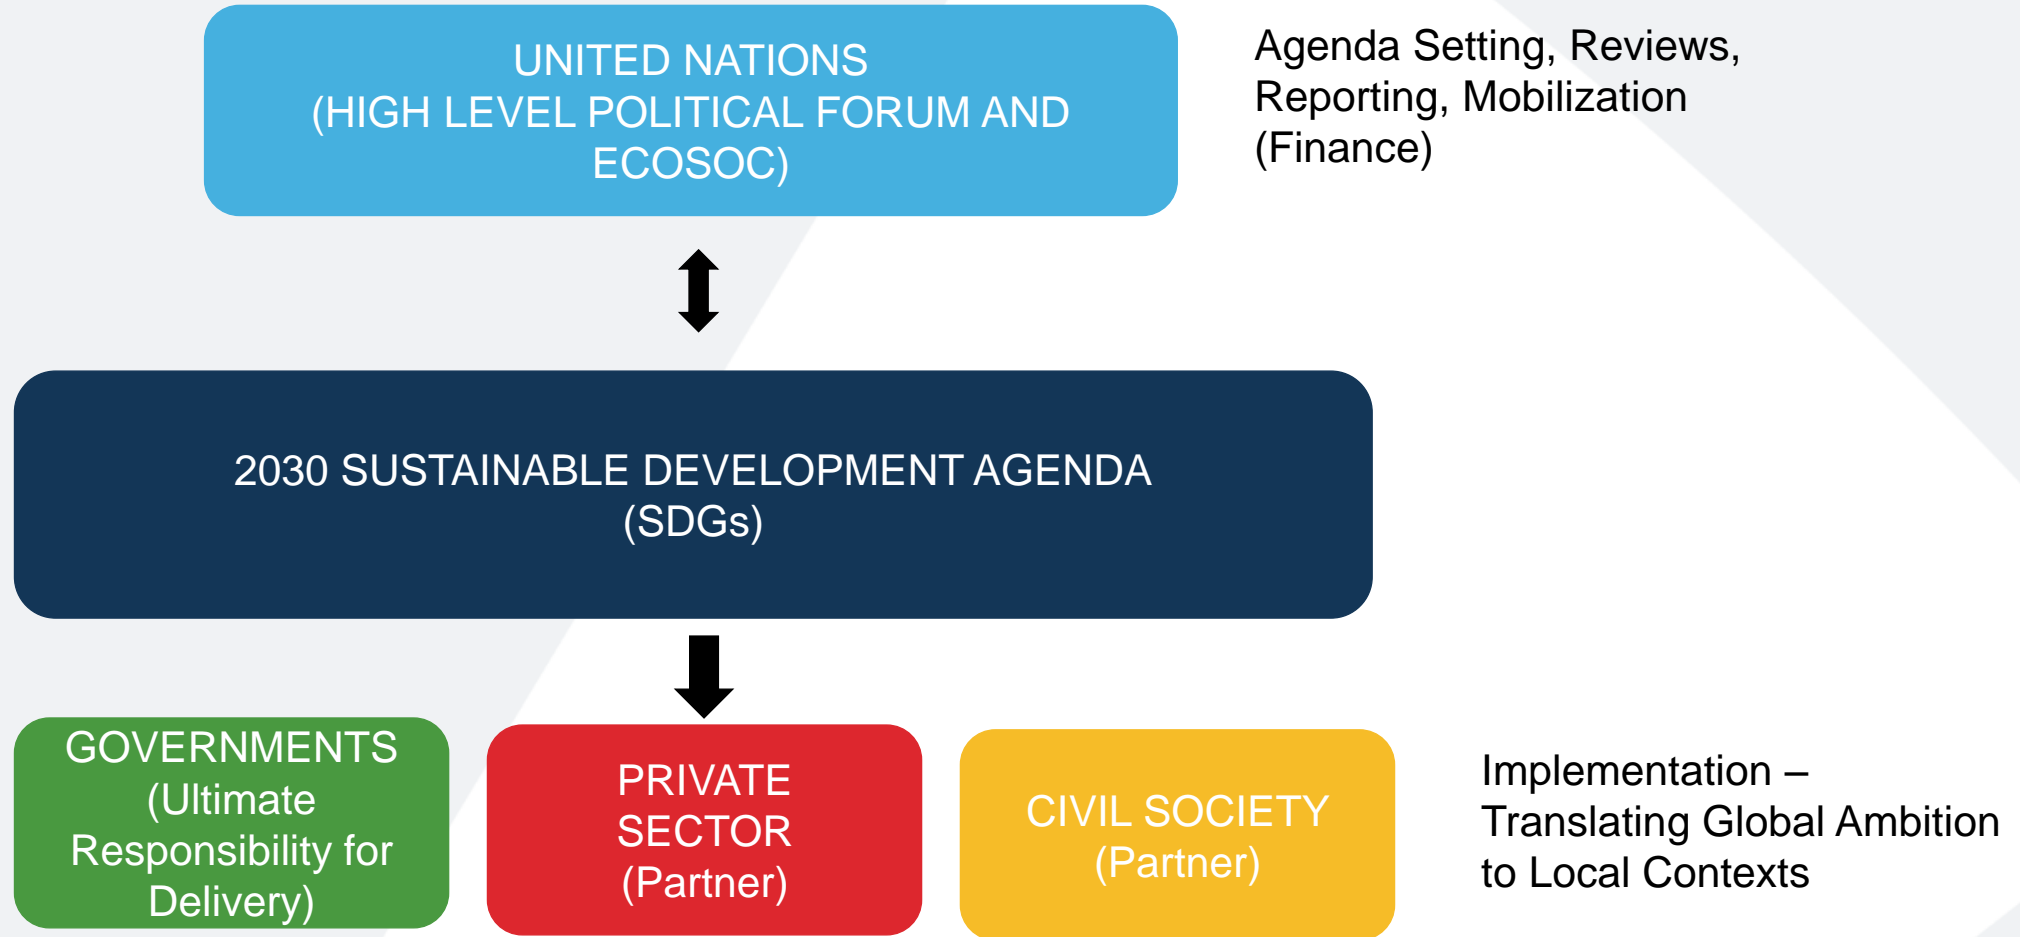 UNITED NATIONS
(HIGH LEVEL POLITICAL FORUM AND
ECOSOC)
Agenda Setting, Reviews,
Reporting, Mobilization
(Finance)
2030 SUSTAINABLE DEVELOPMENT AGENDA
(SDGs)
GOVERNMENTS
(Ultimate
Responsibility for
Delivery)
PRIVATE
SECTOR
(Partner)
CIVIL SOCIETY
(Partner)
Implementation –
Translating Global Ambition
to Local Contexts